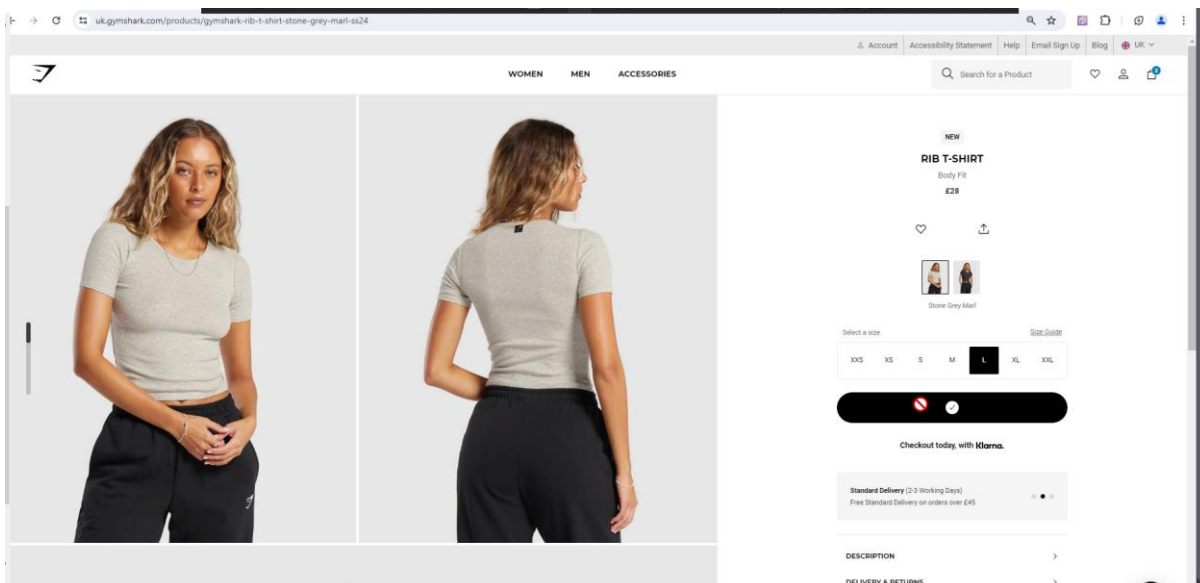 uk.gymshark.com/products/gymshark-rib-t-shirt-stone-grey-marl-ss24
Account Accessibility Statement Help Email Sign Up Blog UK
WOMEN MEN ACCESSORIES
Search for a Product
NEW
RIB T-SHIRT
Body Fit
£28
Stone Grey Marl
Select a size Size Guide
XXS XS S M L XL XXL
Checkout today, with Klarna.
Standard Delivery (2-3 Working Days)
Free Standard Delivery on orders over £45
DESCRIPTION
DELIVERY & RETURNS